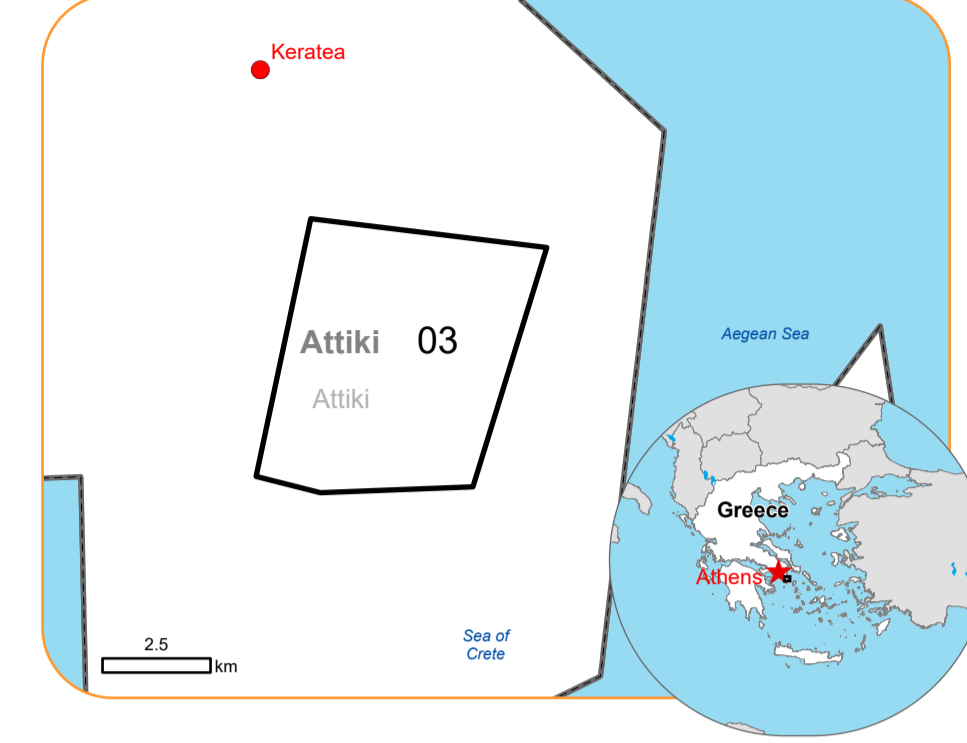 Keratea
Attiki 03
Attiki
Aegean Sea
Greece
Athens
Sea of
Crete
2.5
km